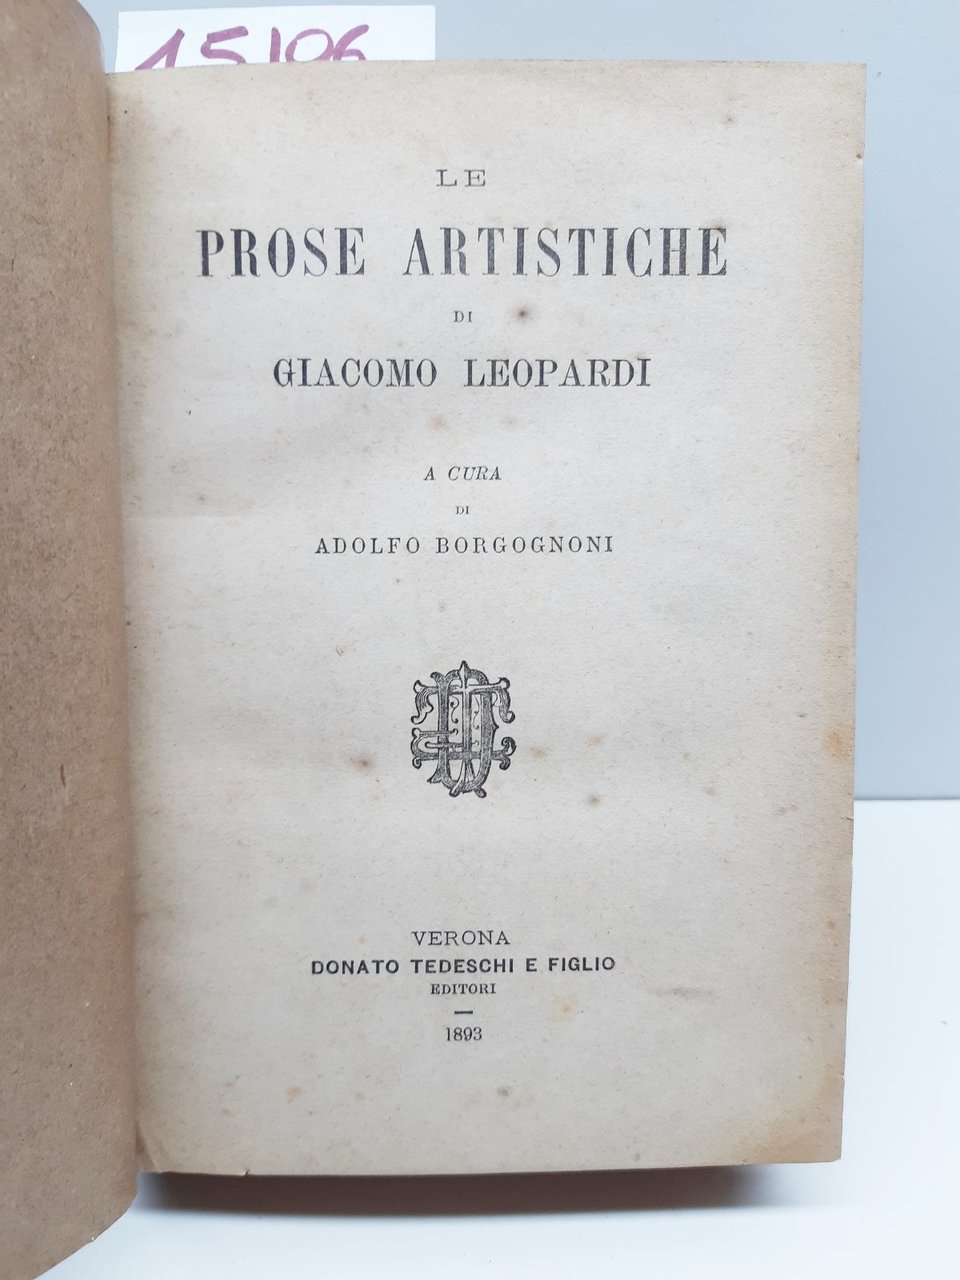 15106
LE
PROSE ARTISTICHE
DI
GIACOMO LEOPARDI
A CURA
DI
ADOLFO BORGOGNONI
VERONA
DONATO TEDESCHI E FIGLIO
EDITORI
1893